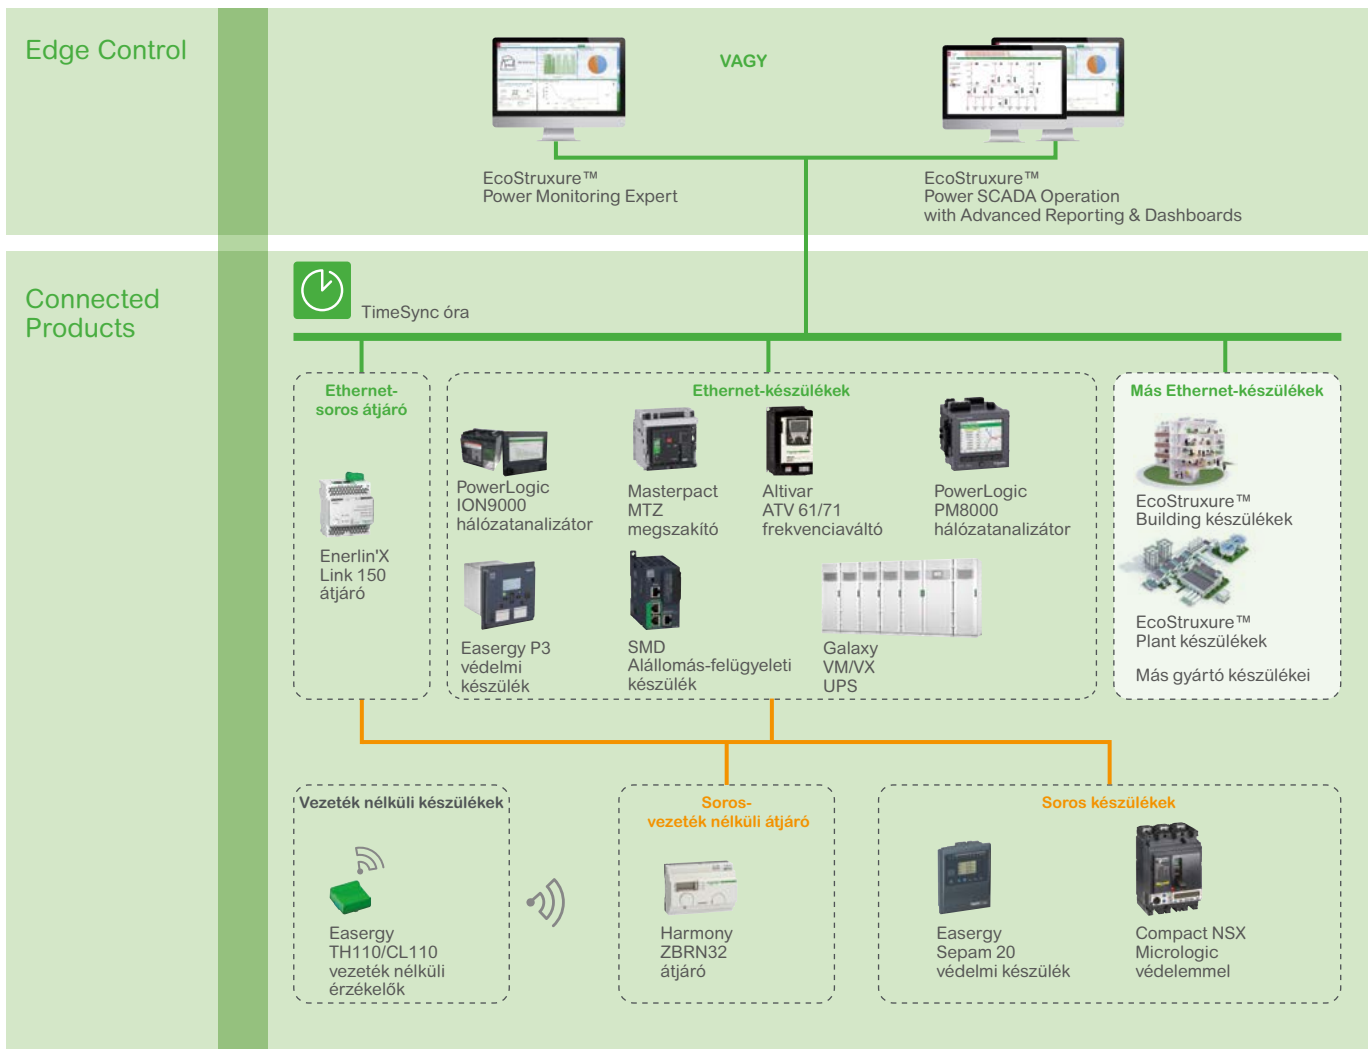 Edge Control
VAGY
EcoStruxure™
Power Monitoring Expert
EcoStruxure™
Power SCADA Operation
with Advanced Reporting & Dashboards
Connected
Products
TimeSync óra
Ethernet-
soros átjáró
Enerlin'X
Link 150
átjáró
Ethernet-készülékek
PowerLogic
ION9000
hálózatanalizátor
Masterpact
MTZ
megszakító
Altivar
ATV 61/71
frekvenciaváltó
PowerLogic
PM8000
hálózatanalizátor
Easergy P3
védelmi
készülék
SMD
Alállomás-felügyeleti
készülék
Galaxy
VM/VX
UPS
Más Ethernet-készülékek
EcoStruxure™
Building készülékek
EcoStruxure™
Plant készülékek
Más gyártó készülékei
Vezeték nélküli készülékek
Easergy
TH110/CL110
vezeték nélküli
érzékelők
Soros-
vezeték nélküli átjáró
Harmony
ZBRN32
átjáró
Soros készülékek
Easergy
Sepam 20
védelmi készülék
Compact NSX
Micrologic
védelemmel